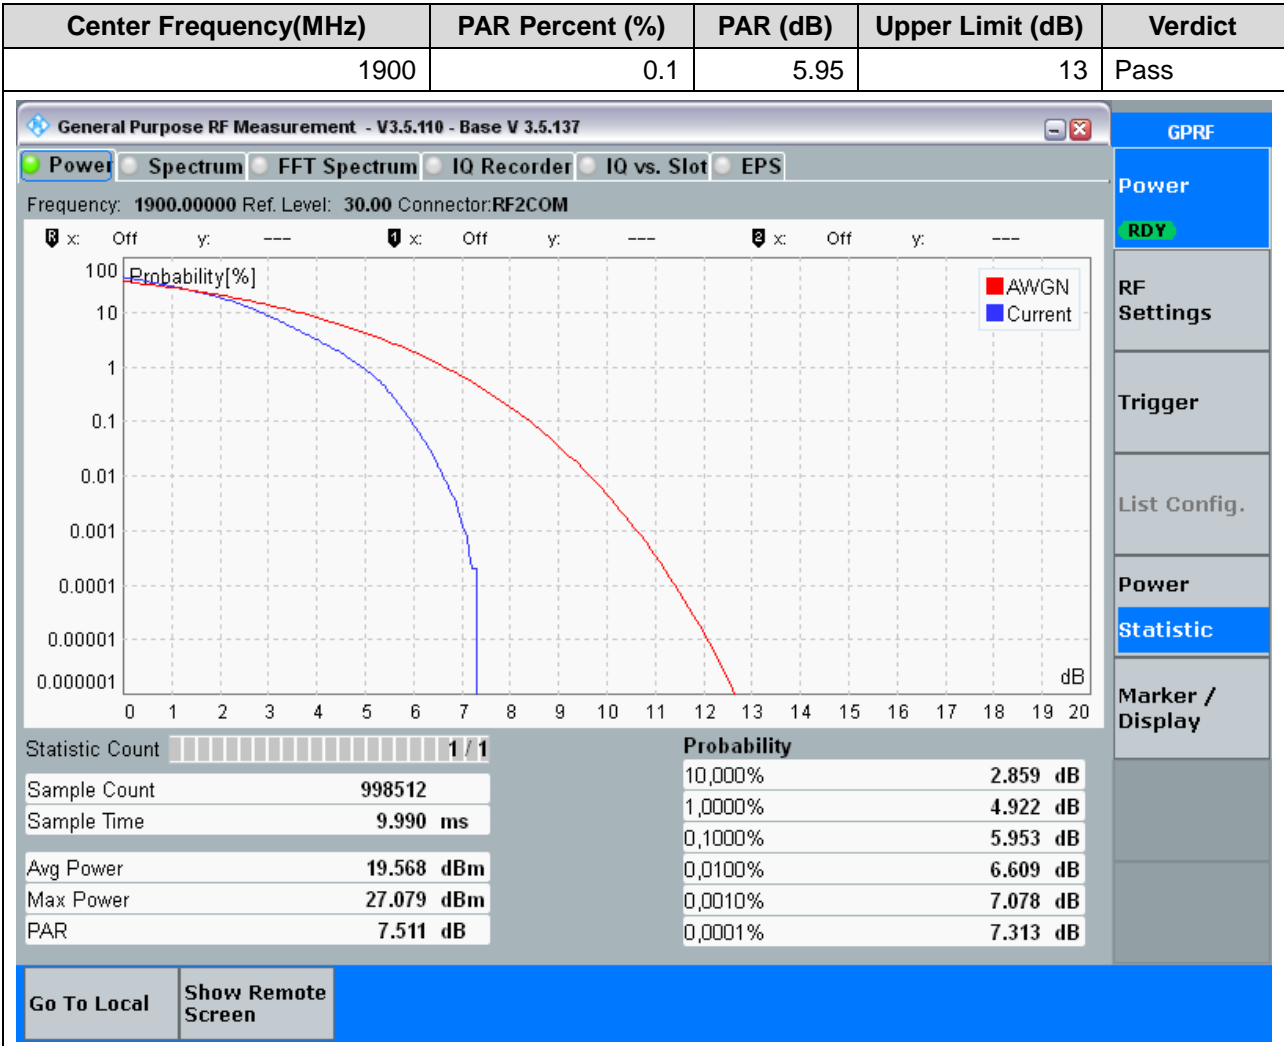 Center Frequency(MHz) PAR Percent (%) PAR (dB) Upper Limit (dB) Verdict
1900 0.1 5.95 13 Pass
General Purpose RF Measurement - V3.5.110 - Base V 3.5.137
GPRF
Power Spectrum FFT Spectrum IQ Recorder IQ vs. Slot EPS
Frequency: 1900.00000 Ref. Level: 30.00 Connector:RF2COM
R x: Off y: --- 1 x: Off y: --- 2 x: Off y: ---
Probability[%]
AWGN
Current
100
10
1
0.1
0.01
0.001
0.0001
0.00001
0.000001
dB
0 1 2 3 4 5 6 7 8 9 10 11 12 13 14 15 16 17 18 19 20
Statistic Count 1 / 1
Sample Count 998512
Sample Time 9.990 ms
Avg Power 19.568 dBm
Max Power 27.079 dBm
PAR 7.511 dB
Probability
10,000% 2.859 dB
1,0000% 4.922 dB
0,1000% 5.953 dB
0,0100% 6.609 dB
0,0010% 7.078 dB
0,0001% 7.313 dB
Power
RDY
RF
Settings
Trigger
List Config.
Power
Statistic
Marker /
Display
Go To Local
Show Remote
Screen